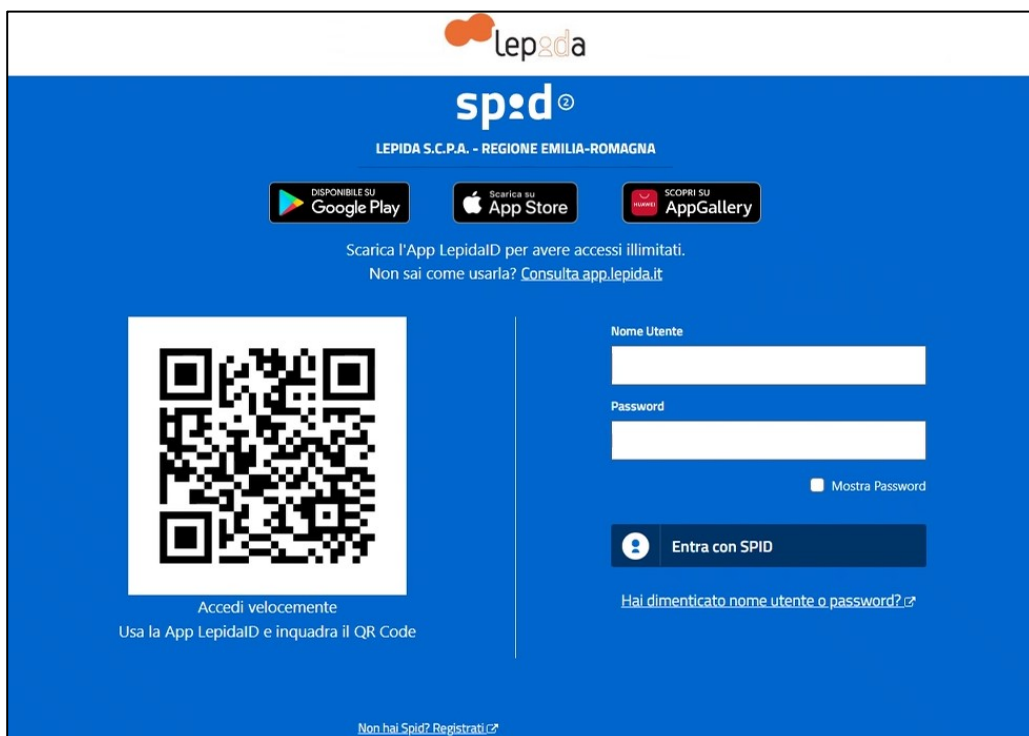 lepida
spid 2
LEPIDA S.C.P.A. - REGIONE EMILIA-ROMAGNA
DISPONIBILE SU
Google Play
Scarica su
App Store
HUAWEI
SCOPRI SU
AppGallery
Scarica l'App LepidaID per avere accessi illimitati.
Non sai come usarla? Consulta app.lepida.it
Nome Utente
Password
Mostra Password
Entra con SPID
Hai dimenticato nome utente o password?
Accedi velocemente
Usa la App LepidaID e inquadra il QR Code
Non hai Spid? Registrati